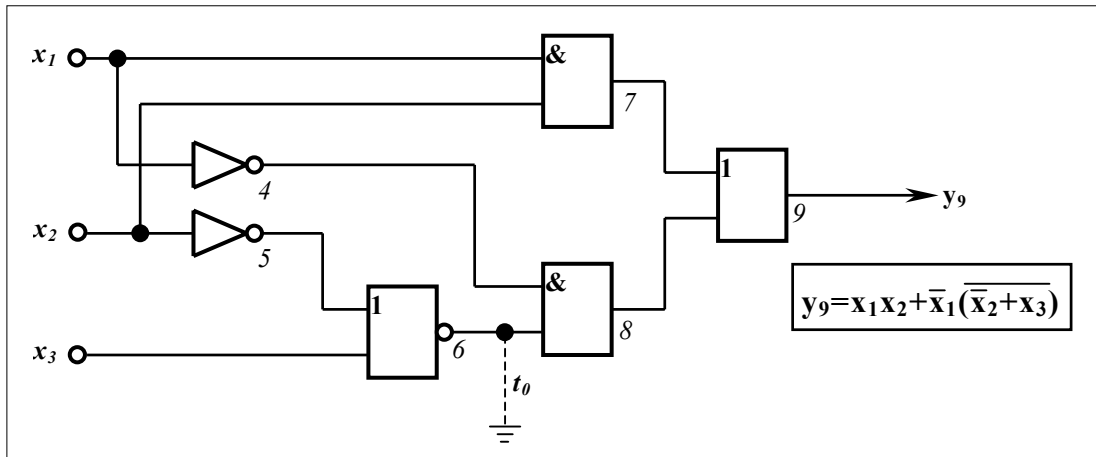 x₁
&
7
1
9
y₉
4
x₂
5
&
8
y₉=x₁x₂+x̅₁(x̅₂+x₃)̅
1
6
x₃
t₀